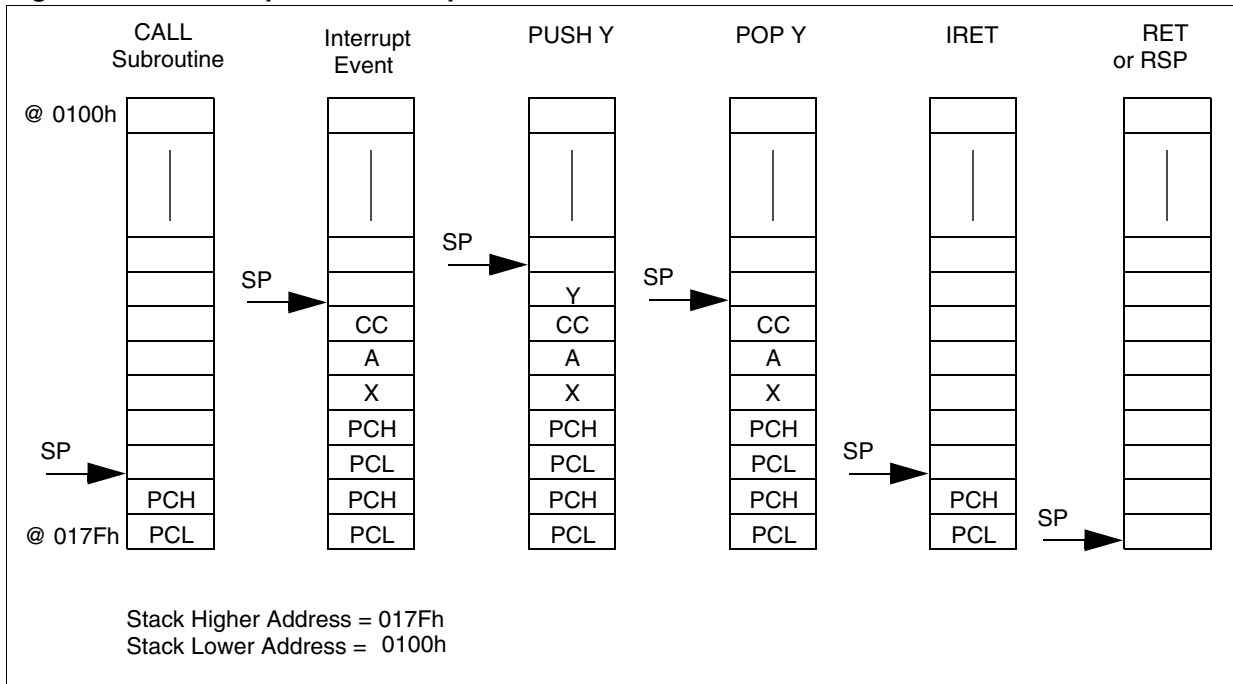 CALL
Subroutine
Interrupt
Event
PUSH Y
POP Y
IRET
RET
or RSP
@ 0100h
SP
SP
SP
Y
CC
CC
CC
A
A
A
X
X
X
PCH
PCH
PCH
SP
SP
PCL
PCL
PCL
PCH
PCH
PCH
PCH
PCH
SP
@ 017Fh
PCL
PCL
PCL
PCL
PCL
Stack Higher Address = 017Fh
Stack Lower Address = 0100h